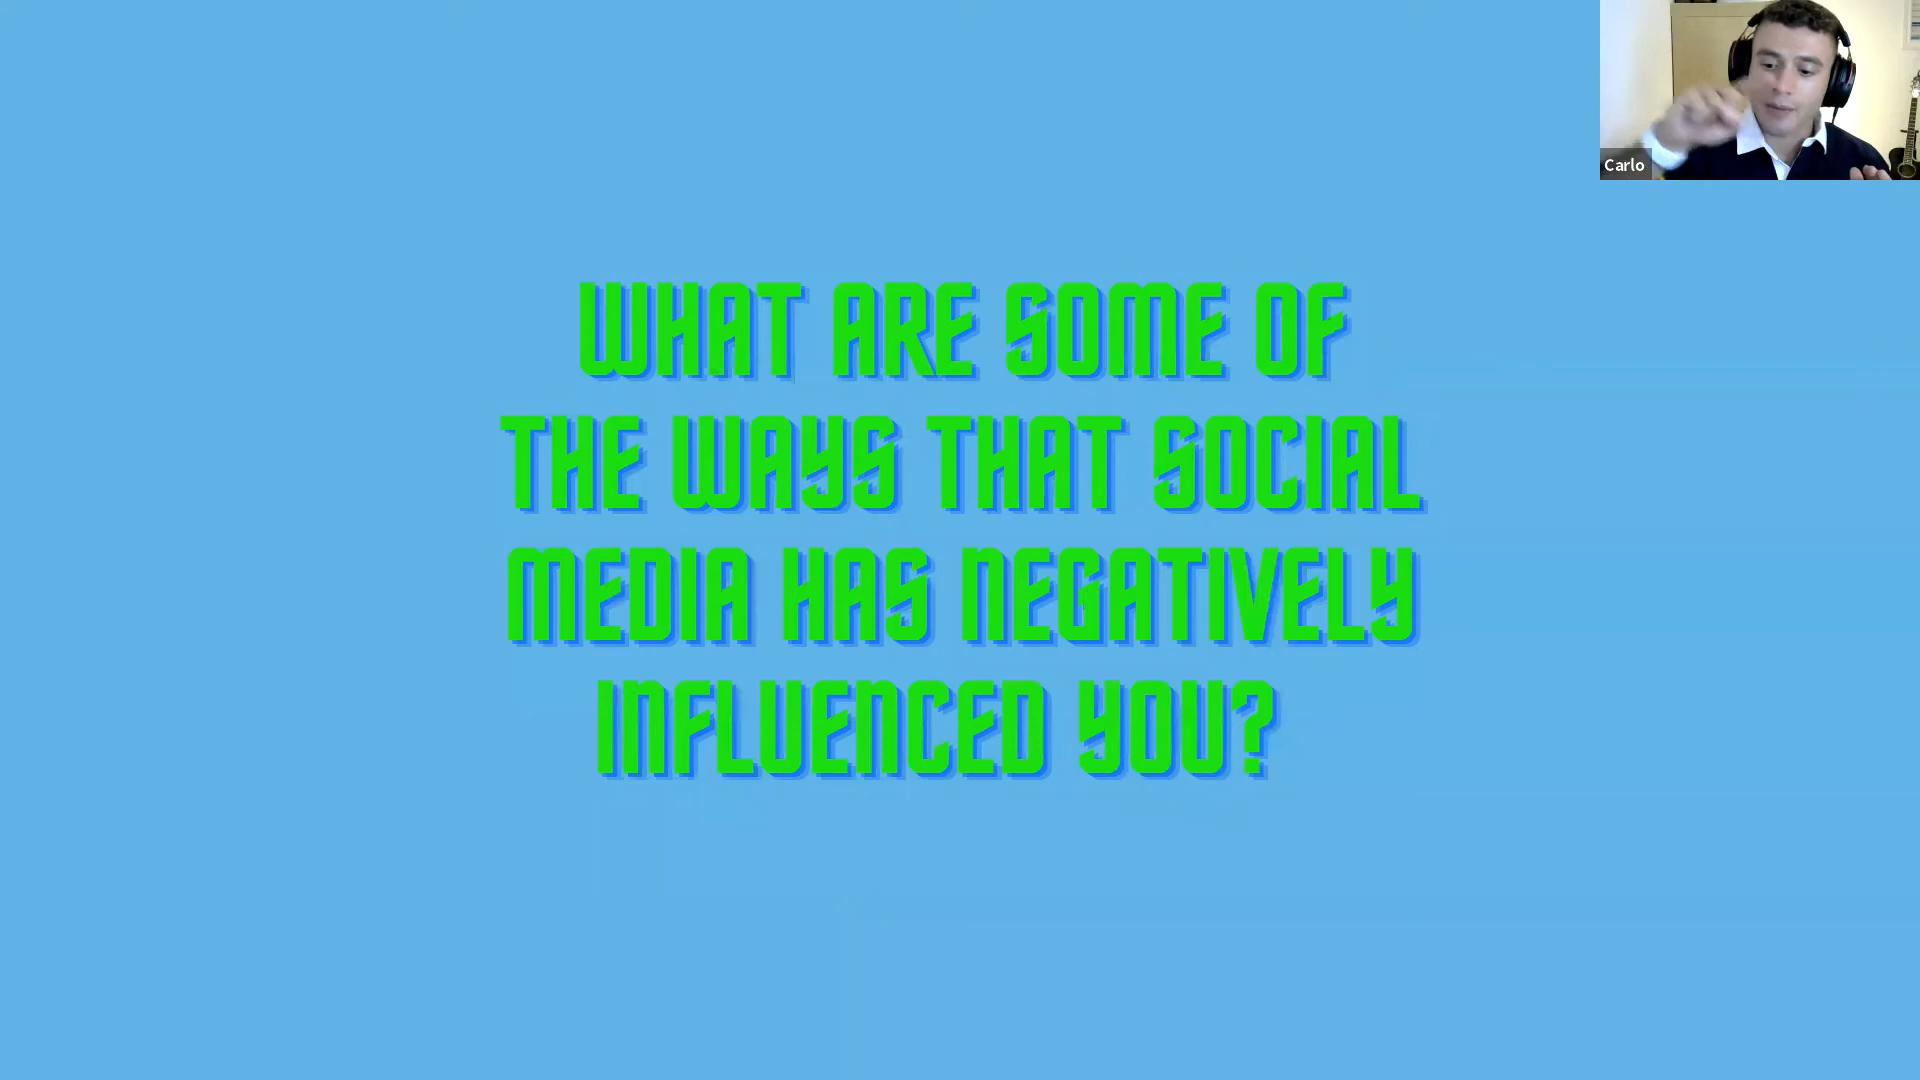 WHAT ARE SOME OF
THE WAYS THAT SOCIAL
MEDIA HAS NEGATIVELY
INFLUENCED YOU?
Carlo